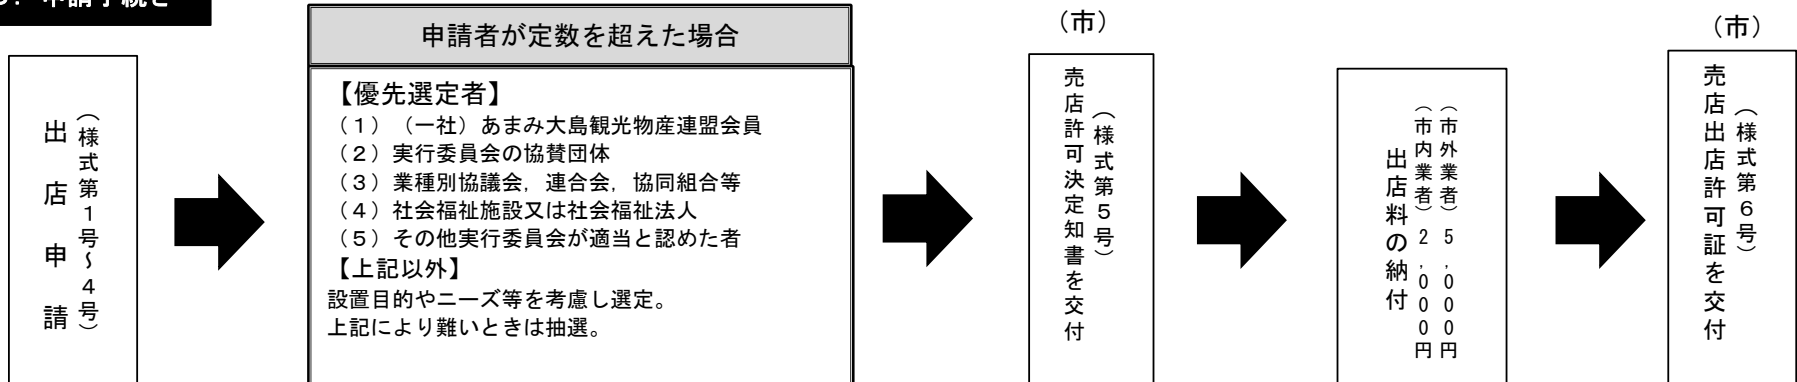 申請手続き
出店申請
（様式第１号～４号）
申請者が定数を超えた場合
【優先選定者】
（１）（一社）あまみ大島観光物産連盟会員
（２）実行委員会の協賛団体
（３）業種別協議会，連合会，協同組合等
（４）社会福祉施設又は社会福祉法人
（５）その他実行委員会が適当と認めた者
【上記以外】
設置目的やニーズ等を考慮し選定。
上記により難いときは抽選。
（市）
（様式第５号）
売店許可決定知書を交付
（市外業者）５,０００円
（市内業者）２,０００円
出店料の納付
（市）
（様式第６号）
売店出店許可証を交付